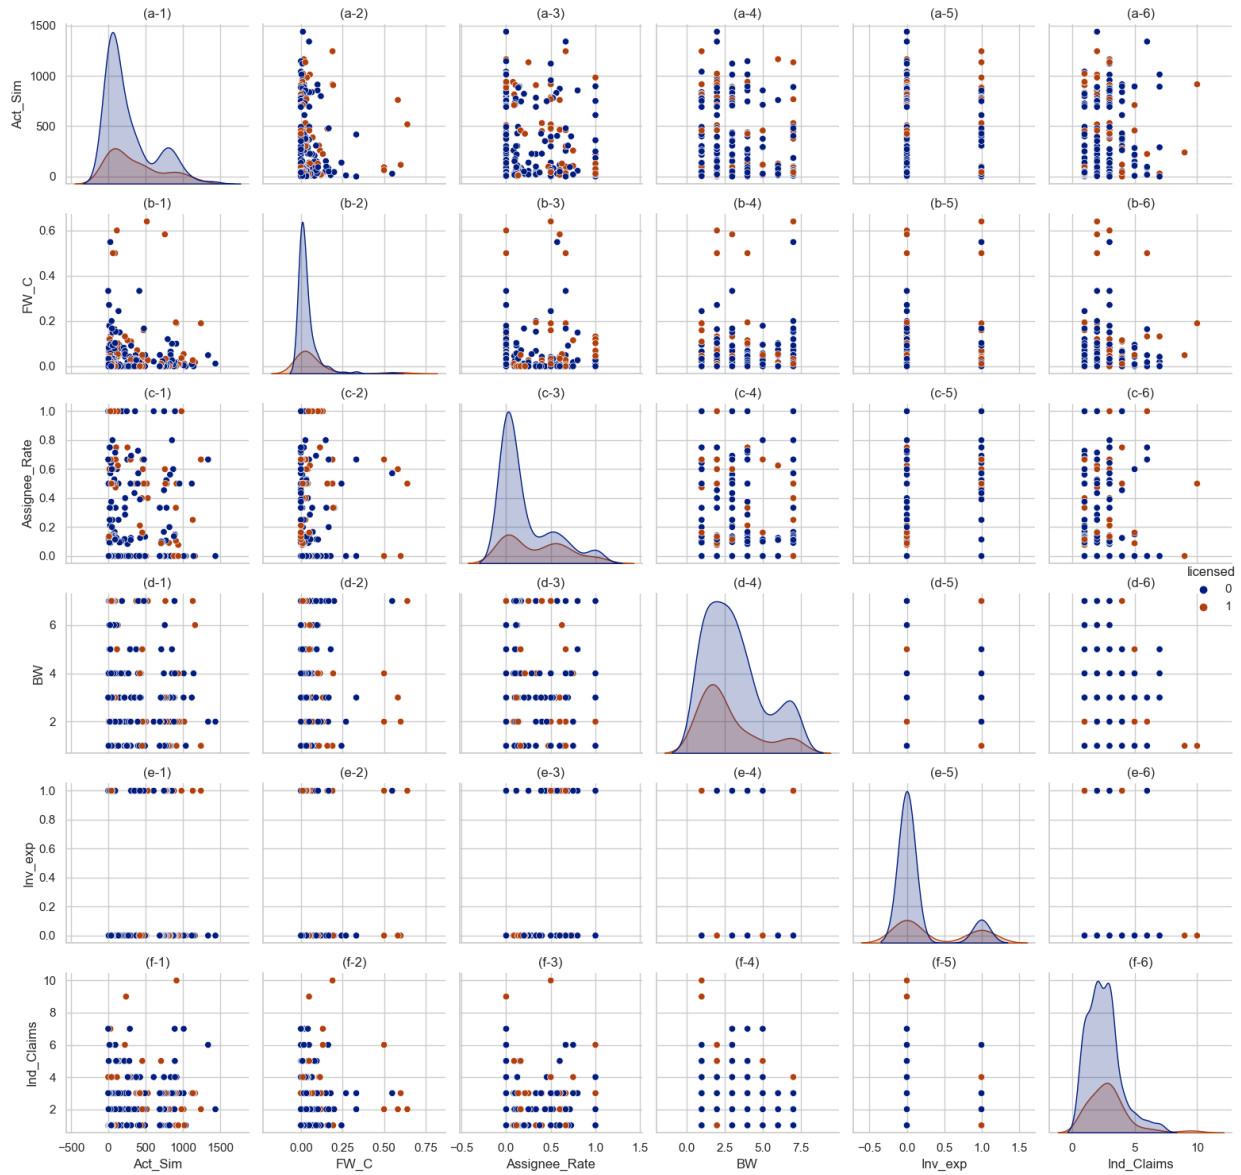 (a-1) (a-2) (a-3) (a-4) (a-5) (a-6)
1500
1000
500
0
Act_Sim
(b-1) (b-2) (b-3) (b-4) (b-5) (b-6)
0.6
0.4
0.2
0.0
FW_C
(c-1) (c-2) (c-3) (c-4) (c-5) (c-6)
1.0
0.8
0.6
0.4
0.2
0.0
Assignee_Rate
licensed
0
1
(d-1) (d-2) (d-3) (d-4) (d-5) (d-6)
6
4
2
BW
(e-1) (e-2) (e-3) (e-4) (e-5) (e-6)
1.0
0.8
0.6
0.4
0.2
0.0
Inv_exp
(f-1) (f-2) (f-3) (f-4) (f-5) (f-6)
10
8
6
4
2
Ind_Claims
−500 0 500 1000 1500 0.00 0.25 0.50 0.75 −0.5 0.0 0.5 1.0 1.5 0.0 2.5 5.0 7.5 −0.5 0.0 0.5 1.0 1.5 0 5 10
Act_Sim FW_C Assignee_Rate BW Inv_exp Ind_Claims